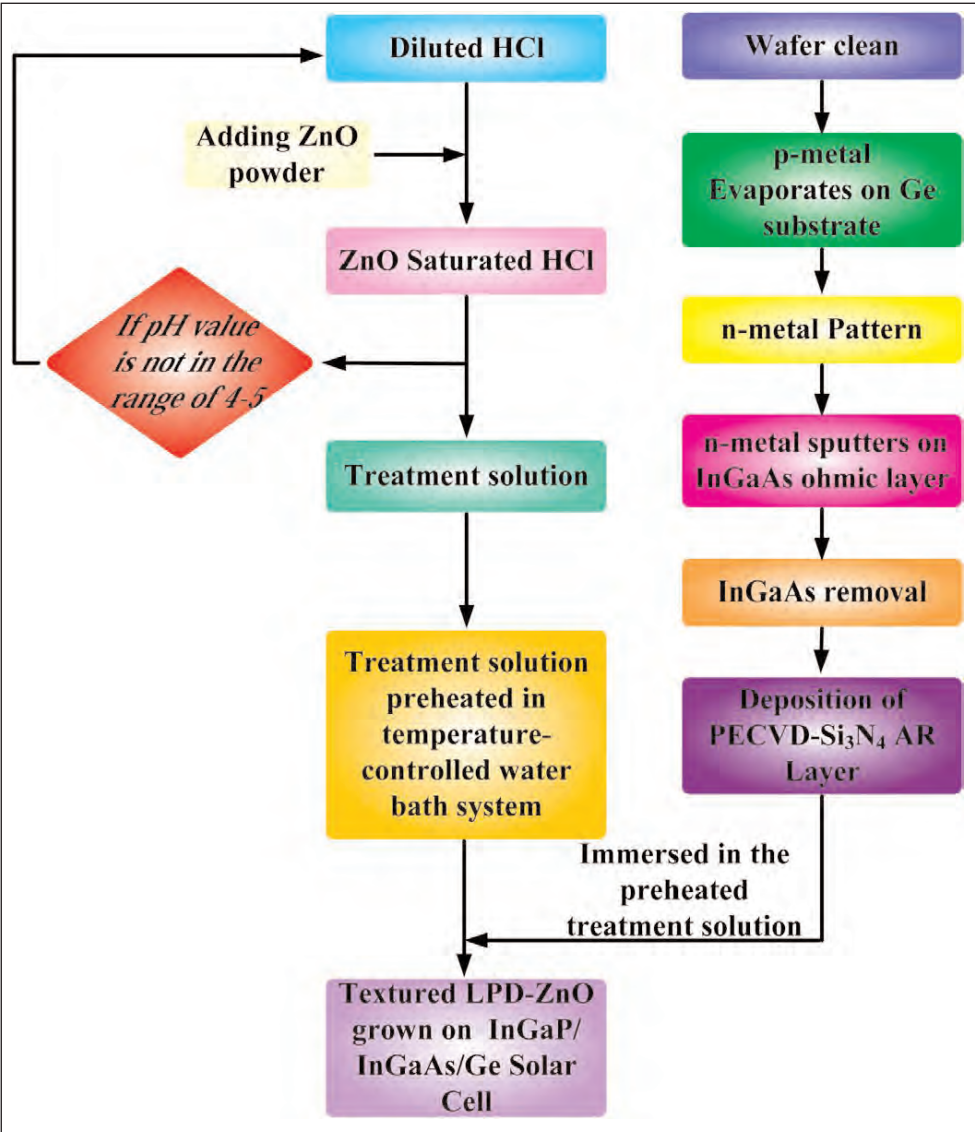 Diluted HCl
Adding ZnO
powder
ZnO Saturated HCl
If pH value
is not in the
range of 4-5
Treatment solution
Treatment solution
preheated in
temperature-
controlled water
bath system
Wafer clean
p-metal
Evaporates on Ge
substrate
n-metal Pattern
n-metal sputters on
InGaAs ohmic layer
InGaAs removal
Deposition of
PECVD-Si₃N₄ AR
Layer
Immersed in the
preheated
treatment solution
Textured LPD-ZnO
grown on InGaP/
InGaAs/Ge Solar
Cell